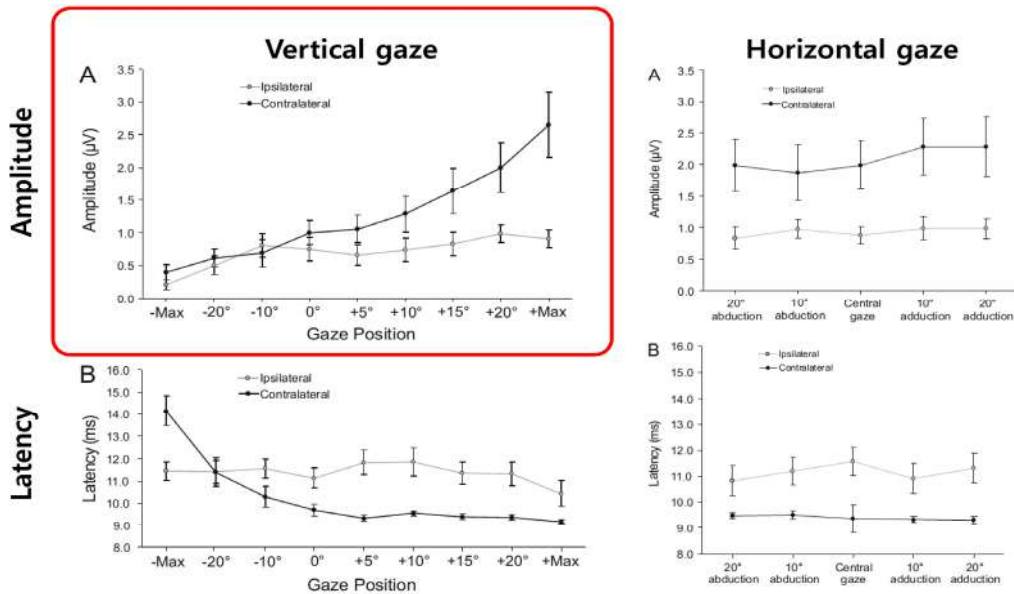 Vertical gaze
Horizontal gaze
Amplitude
A
Ipsilateral
Contralateral
Amplitude (µV)
3.5
3.0
2.5
2.0
1.5
1.0
0.5
0.0
-Max -20° -10° 0° +5° +10° +15° +20° +Max
Gaze Position
A
Ipsilateral
Contralateral
Amplitude (µV)
3.5
3.0
2.5
2.0
1.5
1.0
0.5
0.0
20° 10° Central 10° 20°
abduction abduction gaze adduction adduction
Latency
B
Ipsilateral
Contralateral
Latency (ms)
16.0
15.0
14.0
13.0
12.0
11.0
10.0
9.0
8.0
-Max -20° -10° 0° +5° +10° +15° +20° +Max
Gaze Position
B
Ipsilateral
Contralateral
Latency (ms)
16.0
15.0
14.0
13.0
12.0
11.0
10.0
9.0
8.0
20° 10° Central 10° 20°
abduction abduction gaze adduction adduction